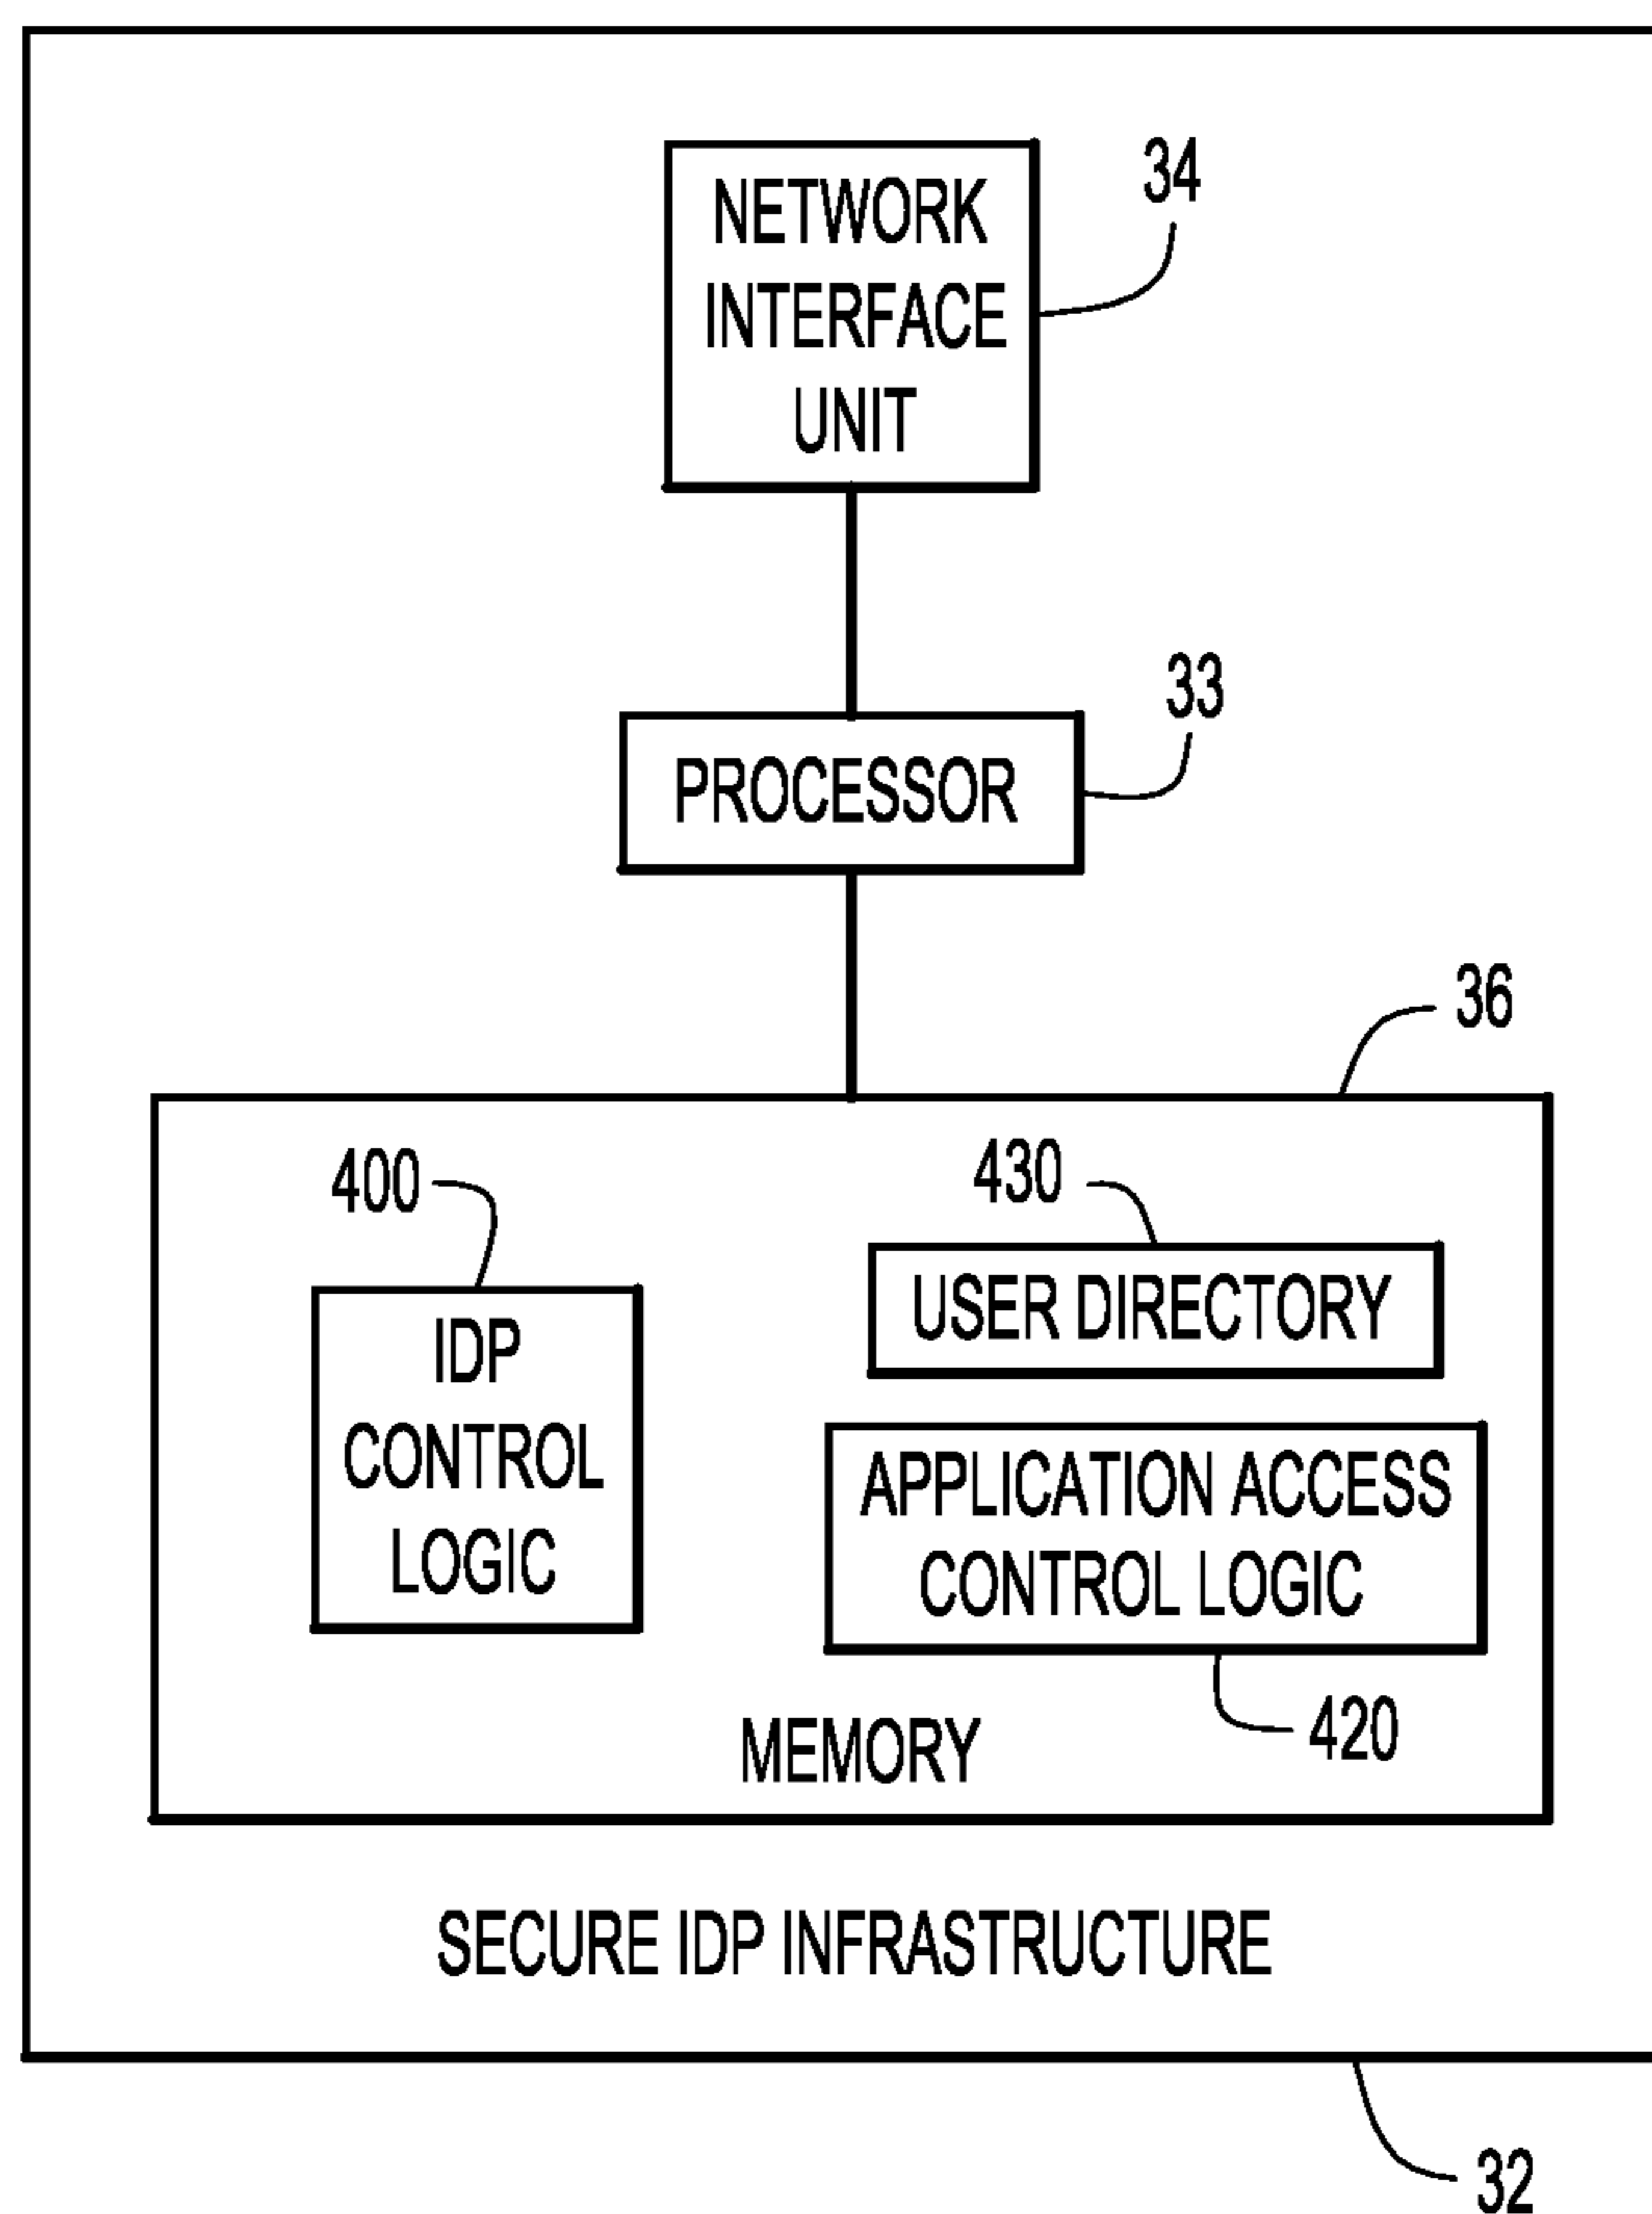 34
NETWORK
INTERFACE
UNIT
33
PROCESSOR
36
400
430
USER DIRECTORY
IDP
CONTROL
LOGIC
APPLICATION ACCESS
CONTROL LOGIC
420
MEMORY
SECURE IDP INFRASTRUCTURE
32